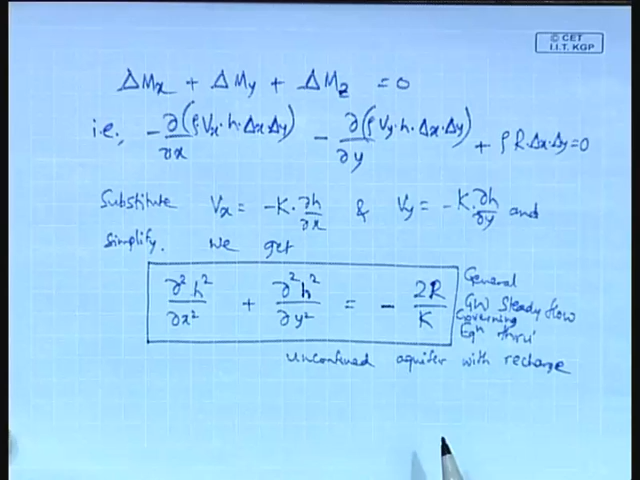 © CET
I.I.T. KGP
ΔMx + ΔMy + ΔMz = 0
i.e., -∂(ρVx·h·Δx·Δy)/∂x - ∂(ρVy·h·Δx·Δy)/∂y + ρR·Δx·Δy=0
Substitute Vx = -K·∂h/∂x & Vy = -K·∂h/∂y and
simplify. We get
∂²h²/∂x² + ∂²h²/∂y² = - 2R/K
General
GW Steady flow
Governing
Eqn thru'
unconfined aquifer with recharge